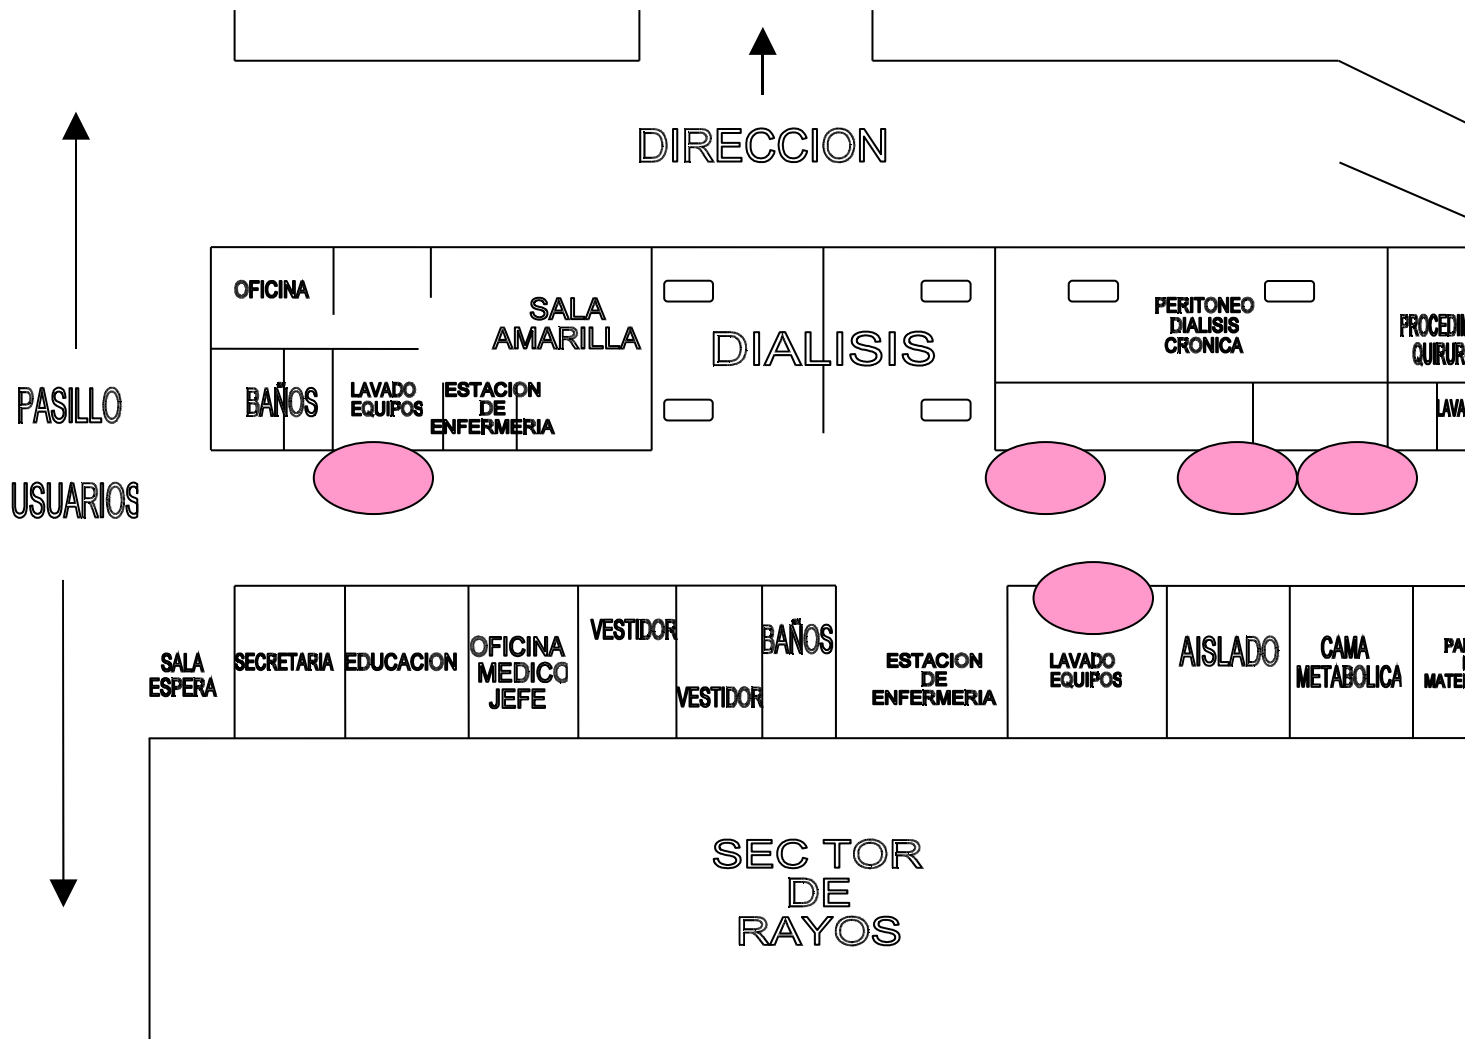 DIRECCION
OFICINA
SALA
AMARILLA
DIALISIS
PERITONEO
DIALISIS
CRONICA
BAÑOS
LAVADO
EQUIPOS
ESTACION
DE
ENFERMERIA
PASILLO
USUARIOS
SALA
ESPERA
SECRETARIA
EDUCACION
OFICINA
MEDICO
JEFE
VESTIDOR
VESTIDOR
BAÑOS
ESTACION
DE
ENFERMERIA
LAVADO
EQUIPOS
AISLADO
CAMA
METABOLICA
SEC TOR
DE
RAYOS